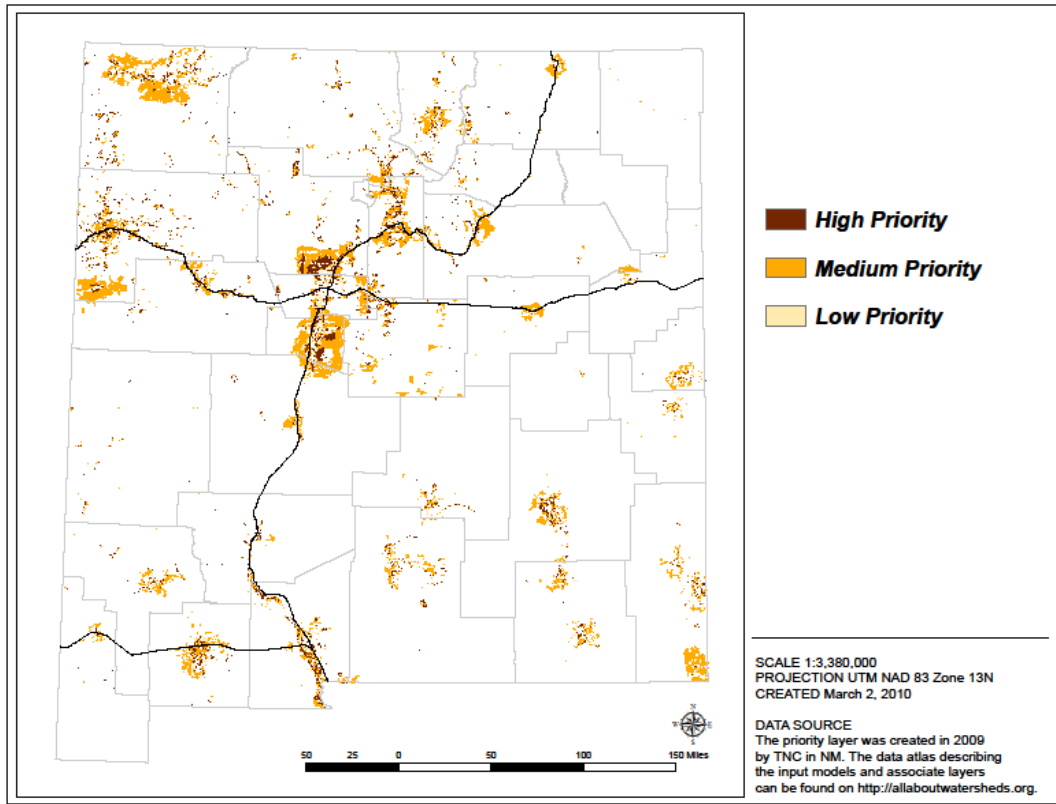 High Priority
Medium Priority
Low Priority
SCALE 1:3,380,000
PROJECTION UTM NAD 83 Zone 13N
CREATED March 2, 2010
DATA SOURCE
The priority layer was created in 2009
by TNC in NM. The data atlas describing
the input models and associate layers
can be found on http://allaboutwatersheds.org.
N
W E
S
50 25 0 50 100 150 Miles